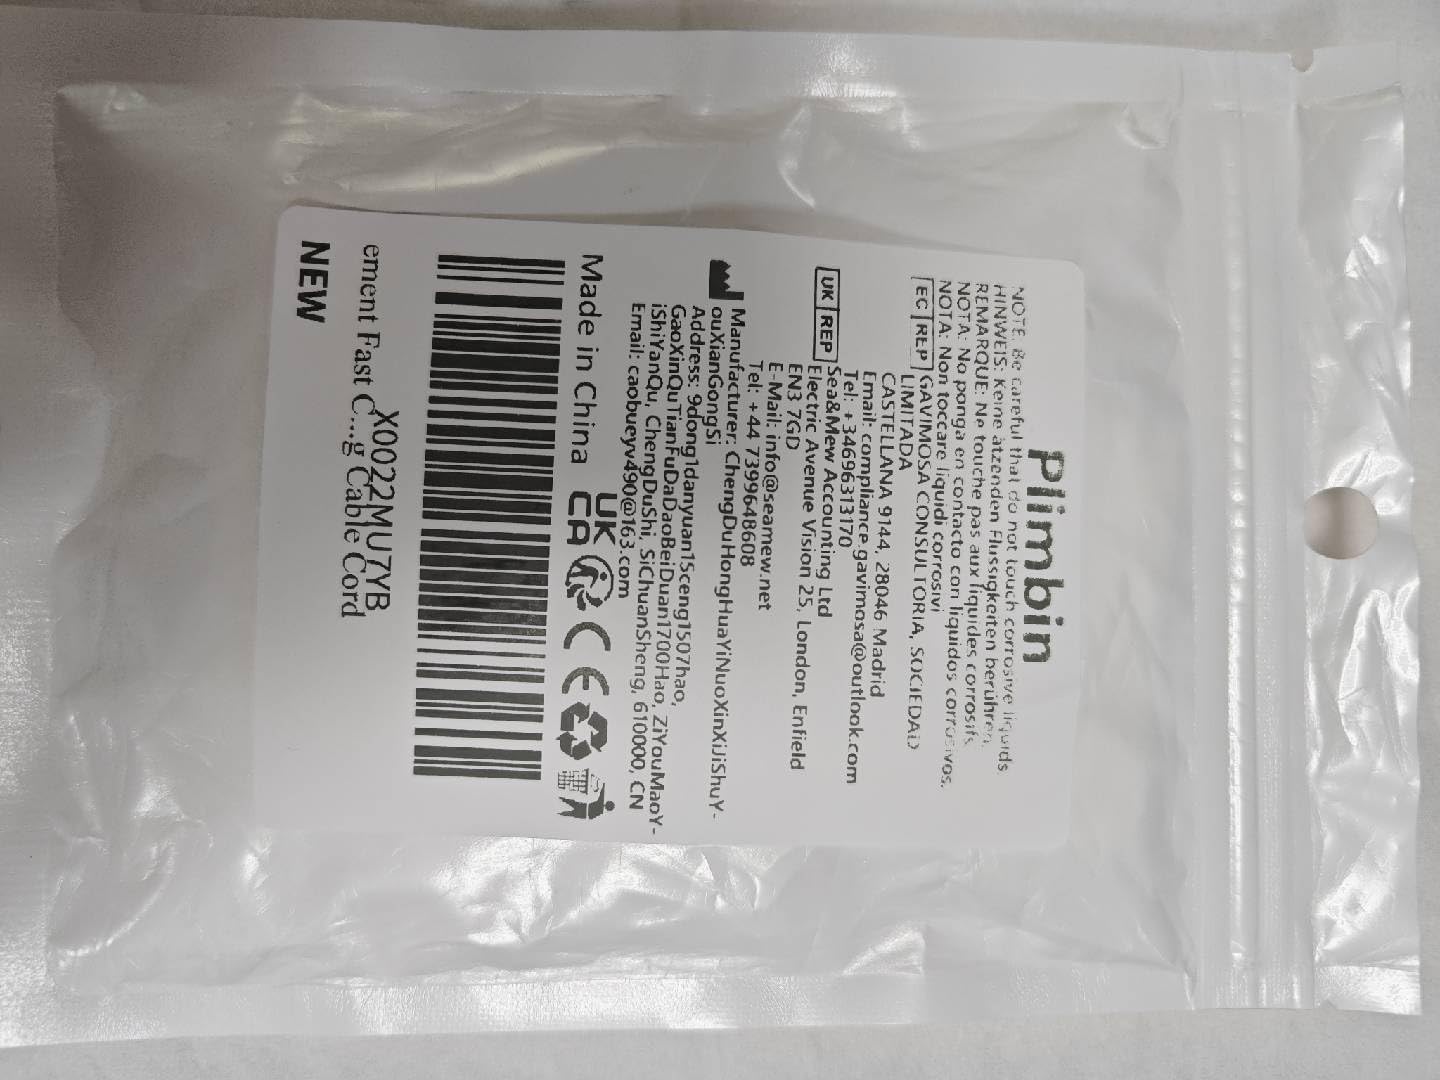 Plimbin
NOTE: Be careful that do not touch corrosive liquids
HINWEIS: Keine ätzenden Flüssigkeiten berühren.
REMARQUE: Ne touche pas aux liquides corrosifs.
NOTA: No ponga en contacto con líquidos corrosivos.
NOTA: Non toccare liquidi corrosivi
EC REP GAVIMOSA CONSULTORIA, SOCIEDAD
LIMITADA
CASTELLANA 9144, 28046 Madrid
Email: compliance.gavimosa@outlook.com
Tel: +34696313170
UK REP Sea&Mew Accounting Ltd
Electric Avenue Vision 25, London, Enfield
EN3 7GD
E-Mail: info@seamew.net
Tel: +44 7399648608
Manufacturer: ChengDuHongHuaYiNuoXinXiJiShuY-
ouXianGongSi
Address: 9dong1danyuan15ceng1507hao,
GaoXinQuTianFuDaDaoBeiDuan1700Hao, ZiYouMaoY-
iShiYanQu, ChengDuShi, SiChuanSheng, 610000, CN
Email: caobueyv490@163.com
Made in China UK CA CE
X0022MU7YB
ement Fast C...g Cable Cord
NEW